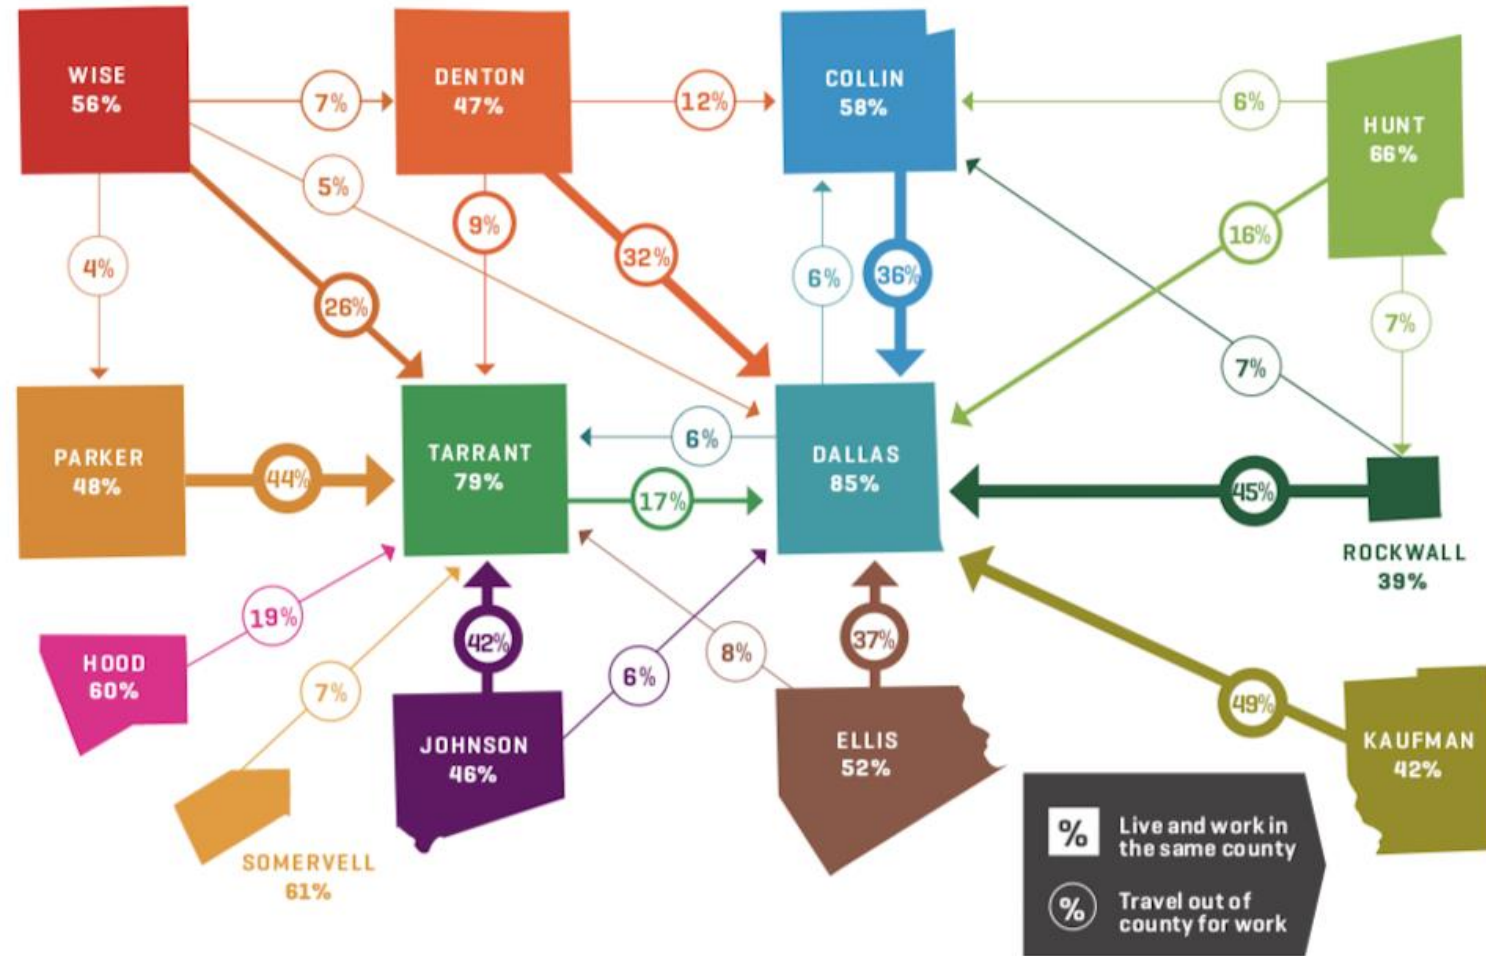 WISE
56%
7%
DENTON
47%
12%
COLLIN
58%
6%
HUNT
66%
5%
9%
4%
32%
6%
36%
16%
26%
7%
7%
PARKER
48%
44%
TARRANT
79%
6%
17%
DALLAS
85%
45%
ROCKWALL
39%
19%
HOOD
60%
7%
42%
6%
8%
37%
49%
JOHNSON
46%
ELLIS
52%
KAUFMAN
42%
SOMERVELL
61%
% Live and work in
the same county
% Travel out of
county for work